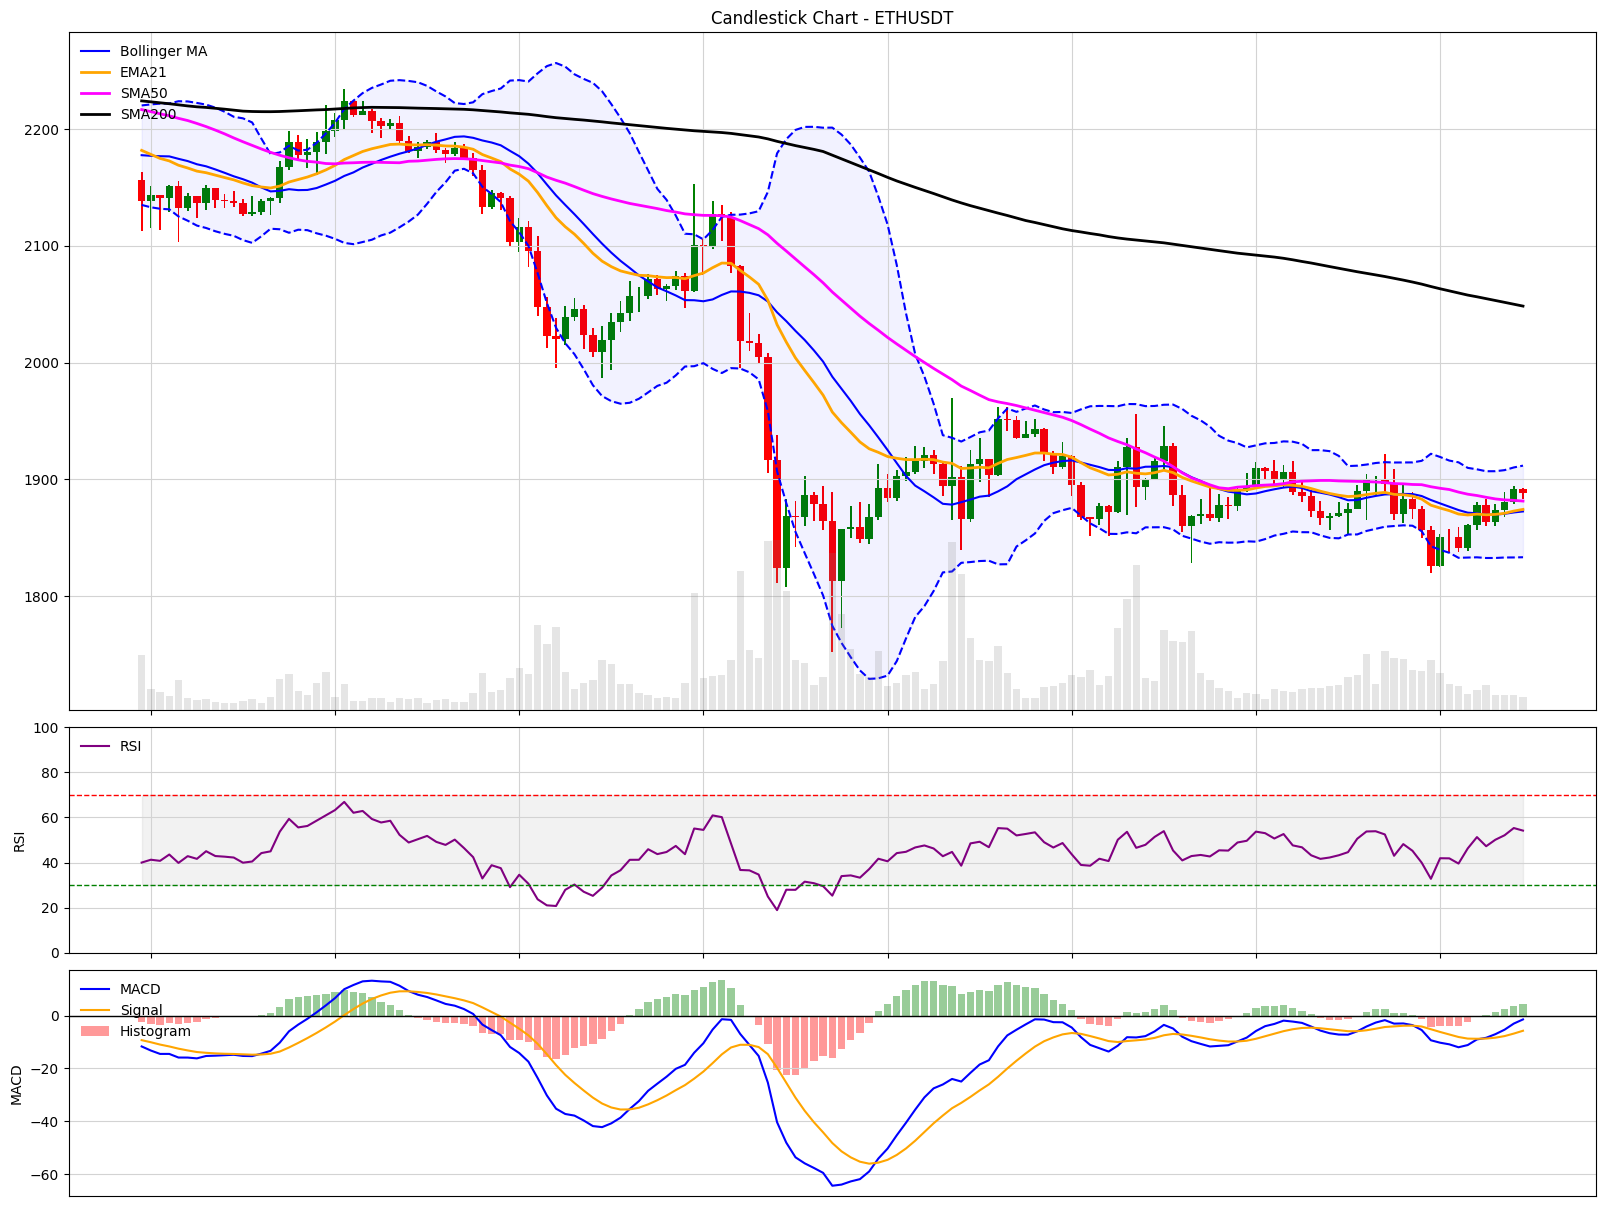 Candlestick Chart - ETHUSDT
Bollinger MA
EMA21
SMA50
SMA200
2200
2100
2000
1900
1800
RSI
100
80
60
40
20
0
RSI
MACD
Signal
Histogram
0
−20
−40
−60
MACD